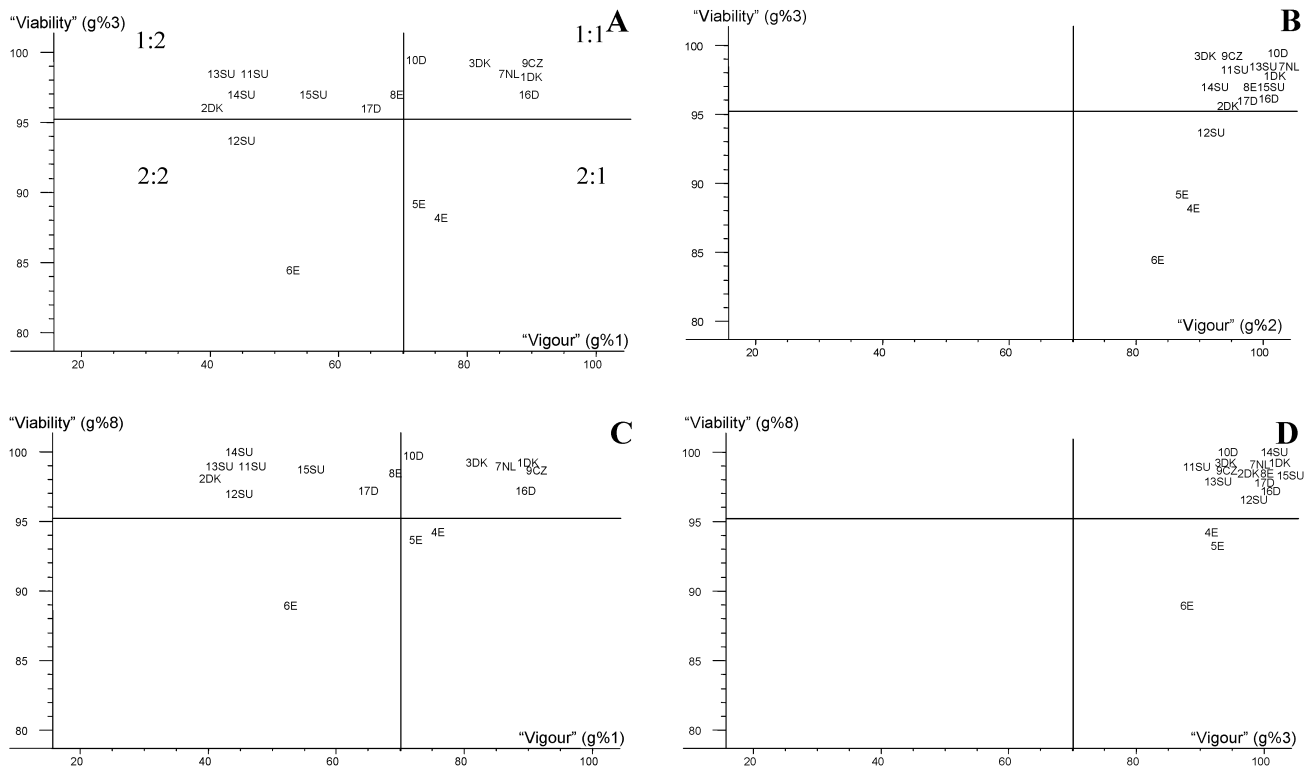 "Viability" (g%3)
A
1:2
1:1
100
95
90
85
80
10D
3DK
9CZ
7NL
1DK
13SU
11SU
14SU
15SU
8E
16D
2DK
17D
12SU
2:2
2:1
5E
4E
6E
"Vigour" (g%1)
20 40 60 80 100
"Viability" (g%3)
B
100
95
90
85
80
10D
3DK 9CZ
13SU 7NL
11SU
1DK
14SU 8E 15SU
17D 16D
2DK
12SU
5E
4E
6E
"Vigour" (g%2)
20 40 60 80 100
"Viability" (g%8)
C
100
95
90
85
80
14SU
10D
13SU 11SU
3DK 1DK
7NL
15SU
9CZ
8E
2DK
12SU
17D
16D
4E
5E
6E
"Vigour" (g%1)
20 40 60 80 100
"Viability" (g%8)
D
100
95
90
85
80
10D 14SU
3DK
7NL 1DK
11SU
9CZ
2DK 8E 15SU
13SU
17D
16D
12SU
4E
5E
6E
"Vigour" (g%3)
20 40 60 80 100